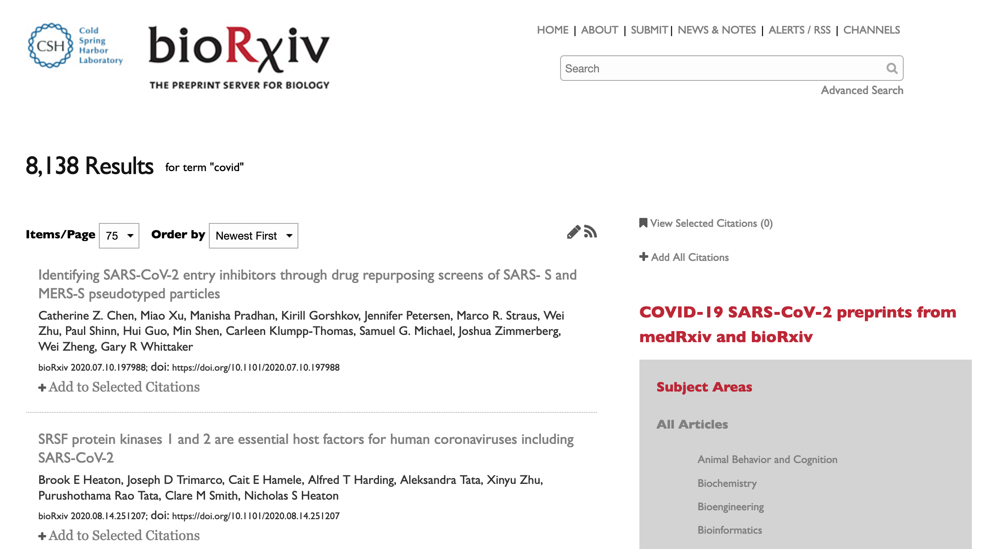 CSH
Cold
Spring
Harbor
Laboratory
bioRxiv
THE PREPRINT SERVER FOR BIOLOGY
HOME | ABOUT | SUBMIT | NEWS & NOTES | ALERTS / RSS | CHANNELS
Search
Advanced Search
8,138 Results for term "covid"
Items/Page 75 Order by Newest First
Identifying SARS-CoV-2 entry inhibitors through drug repurposing screens of SARS- S and
MERS-S pseudotyped particles
Catherine Z. Chen, Miao Xu, Manisha Pradhan, Kirill Gorshkov, Jennifer Petersen, Marco R. Straus, Wei
Zhu, Paul Shinn, Hui Guo, Min Shen, Carleen Klumpp-Thomas, Samuel G. Michael, Joshua Zimmerberg,
Wei Zheng, Gary R Whittaker
bioRxiv 2020.07.10.197988; doi: https://doi.org/10.1101/2020.07.10.197988
+ Add to Selected Citations
SRSF protein kinases 1 and 2 are essential host factors for human coronaviruses including
SARS-CoV-2
Brook E Heaton, Joseph D Trimarco, Cait E Hamele, Alfred T Harding, Aleksandra Tata, Xinyu Zhu,
Purushothama Rao Tata, Clare M Smith, Nicholas S Heaton
bioRxiv 2020.08.14.251207; doi: https://doi.org/10.1101/2020.08.14.251207
+ Add to Selected Citations
View Selected Citations (0)
+ Add All Citations
COVID-19 SARS-CoV-2 preprints from
medRxiv and bioRxiv
Subject Areas
All Articles
Animal Behavior and Cognition
Biochemistry
Bioengineering
Bioinformatics